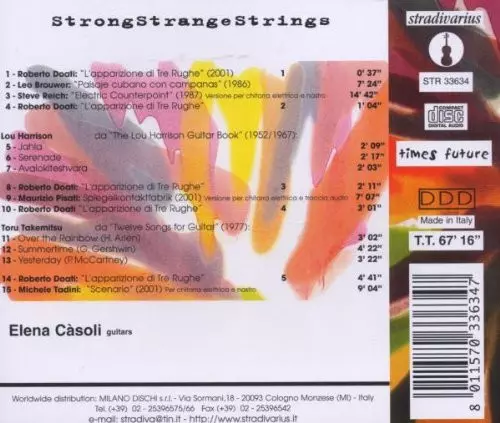 StrongStrangeStrings
1 - Roberto Doati: "L'apparizione di Tre Rughe" (2001) 1 0' 37"
2 - Leo Brouwer: "Paisaje cubano con campanas" (1986) 7' 24"
3 - Steve Reich: "Electric Counterpoint" (1987) Versione per chitarra elettrica e nastro 14' 42"
4 - Roberto Doati: "L'apparizione di Tre Rughe" 2 1' 04"
Lou Harrison da "The Lou Harrison Guitar Book" (1952/1967):
5 - Jahla 2' 09"
6 - Serenade 2' 17"
7 - Avalokiteshvara 2' 03"
8 - Roberto Doati: "L'apparizione di Tre Rughe" 3 2' 11"
9 - Maurizio Pisati: Spiegelkontaktfabrik (2001) Versione per chitarra elettrica e traccia audio 7' 07"
10 - Roberto Doati: "L'apparizione di Tre Rughe" 4 3' 01"
Toru Takemitsu da "Twelve Songs for Guitar" (1977):
11 - Over the Rainbow (H. Arlen) 3' 02"
12 - Summertime (G. Gershwin) 4' 22"
13 - Yesterday (P. McCartney) 3' 22"
14 - Roberto Doati: "L'apparizione di Tre Rughe" 5 4' 41"
15 - Michele Tadini: "Scenario" (2001) Per chitarra elettrica e nastro 9' 04"
Elena Càsoli guitars
Worldwide distribution: MILANO DISCHI s.r.l. - Via Sormani,18 - 20093 Cologno Monzese (MI) - Italy
Tel. (+39) 02 - 25396575/66 Fax (+39) 02 - 25396542
e-mail: stradiva@tin.it - http://www.stradivarius.it
stradivarius
STR 33634
COMPACT
disc
DIGITAL AUDIO
times future
DDD
Made in Italy
T.T. 67' 16"
8 011570 336347